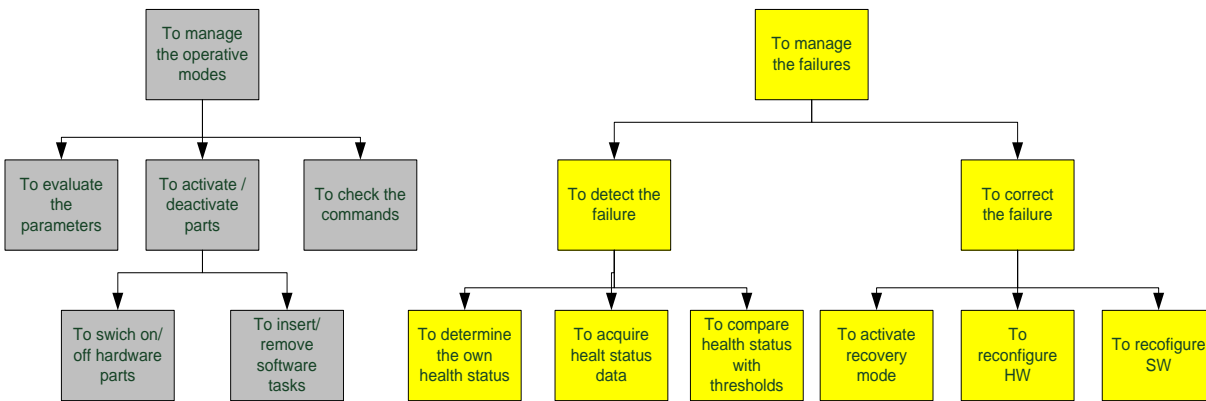 To manage
the operative
modes
To manage
the failures
To evaluate
the
parameters
To activate /
deactivate
parts
To check the
commands
To detect the
failure
To correct
the failure
To swich on/
off hardware
parts
To insert/
remove
software
tasks
To determine
the own
health status
To acquire
healt status
data
To compare
health status
with
thresholds
To activate
recovery
mode
To
reconfigure
HW
To recofigure
SW